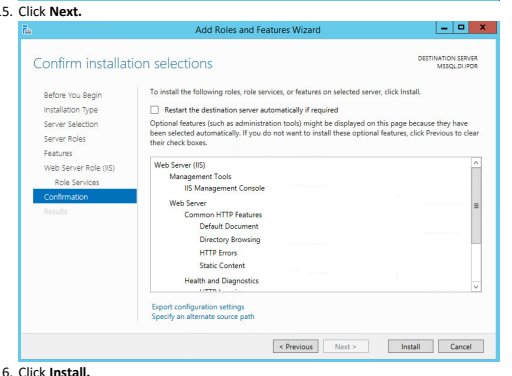 5. Click Next.
Add Roles and Features Wizard
Confirm installation selections
DESTINATION SERVER
MSSQL.DI.PDR
Before You Begin
Installation Type
Server Selection
Server Roles
Features
Web Server Role (IIS)
Role Services
Confirmation
Results
To install the following roles, role services, or features on selected server, click Install.
Restart the destination server automatically if required
Optional features (such as administration tools) might be displayed on this page because they have
been selected automatically. If you do not want to install these optional features, click Previous to clear
their check boxes.
Web Server (IIS)
Management Tools
IIS Management Console
Web Server
Common HTTP Features
Default Document
Directory Browsing
HTTP Errors
Static Content
Health and Diagnostics
Export configuration settings
Specify an alternate source path
< Previous
Next >
Install
Cancel
6. Click Install.